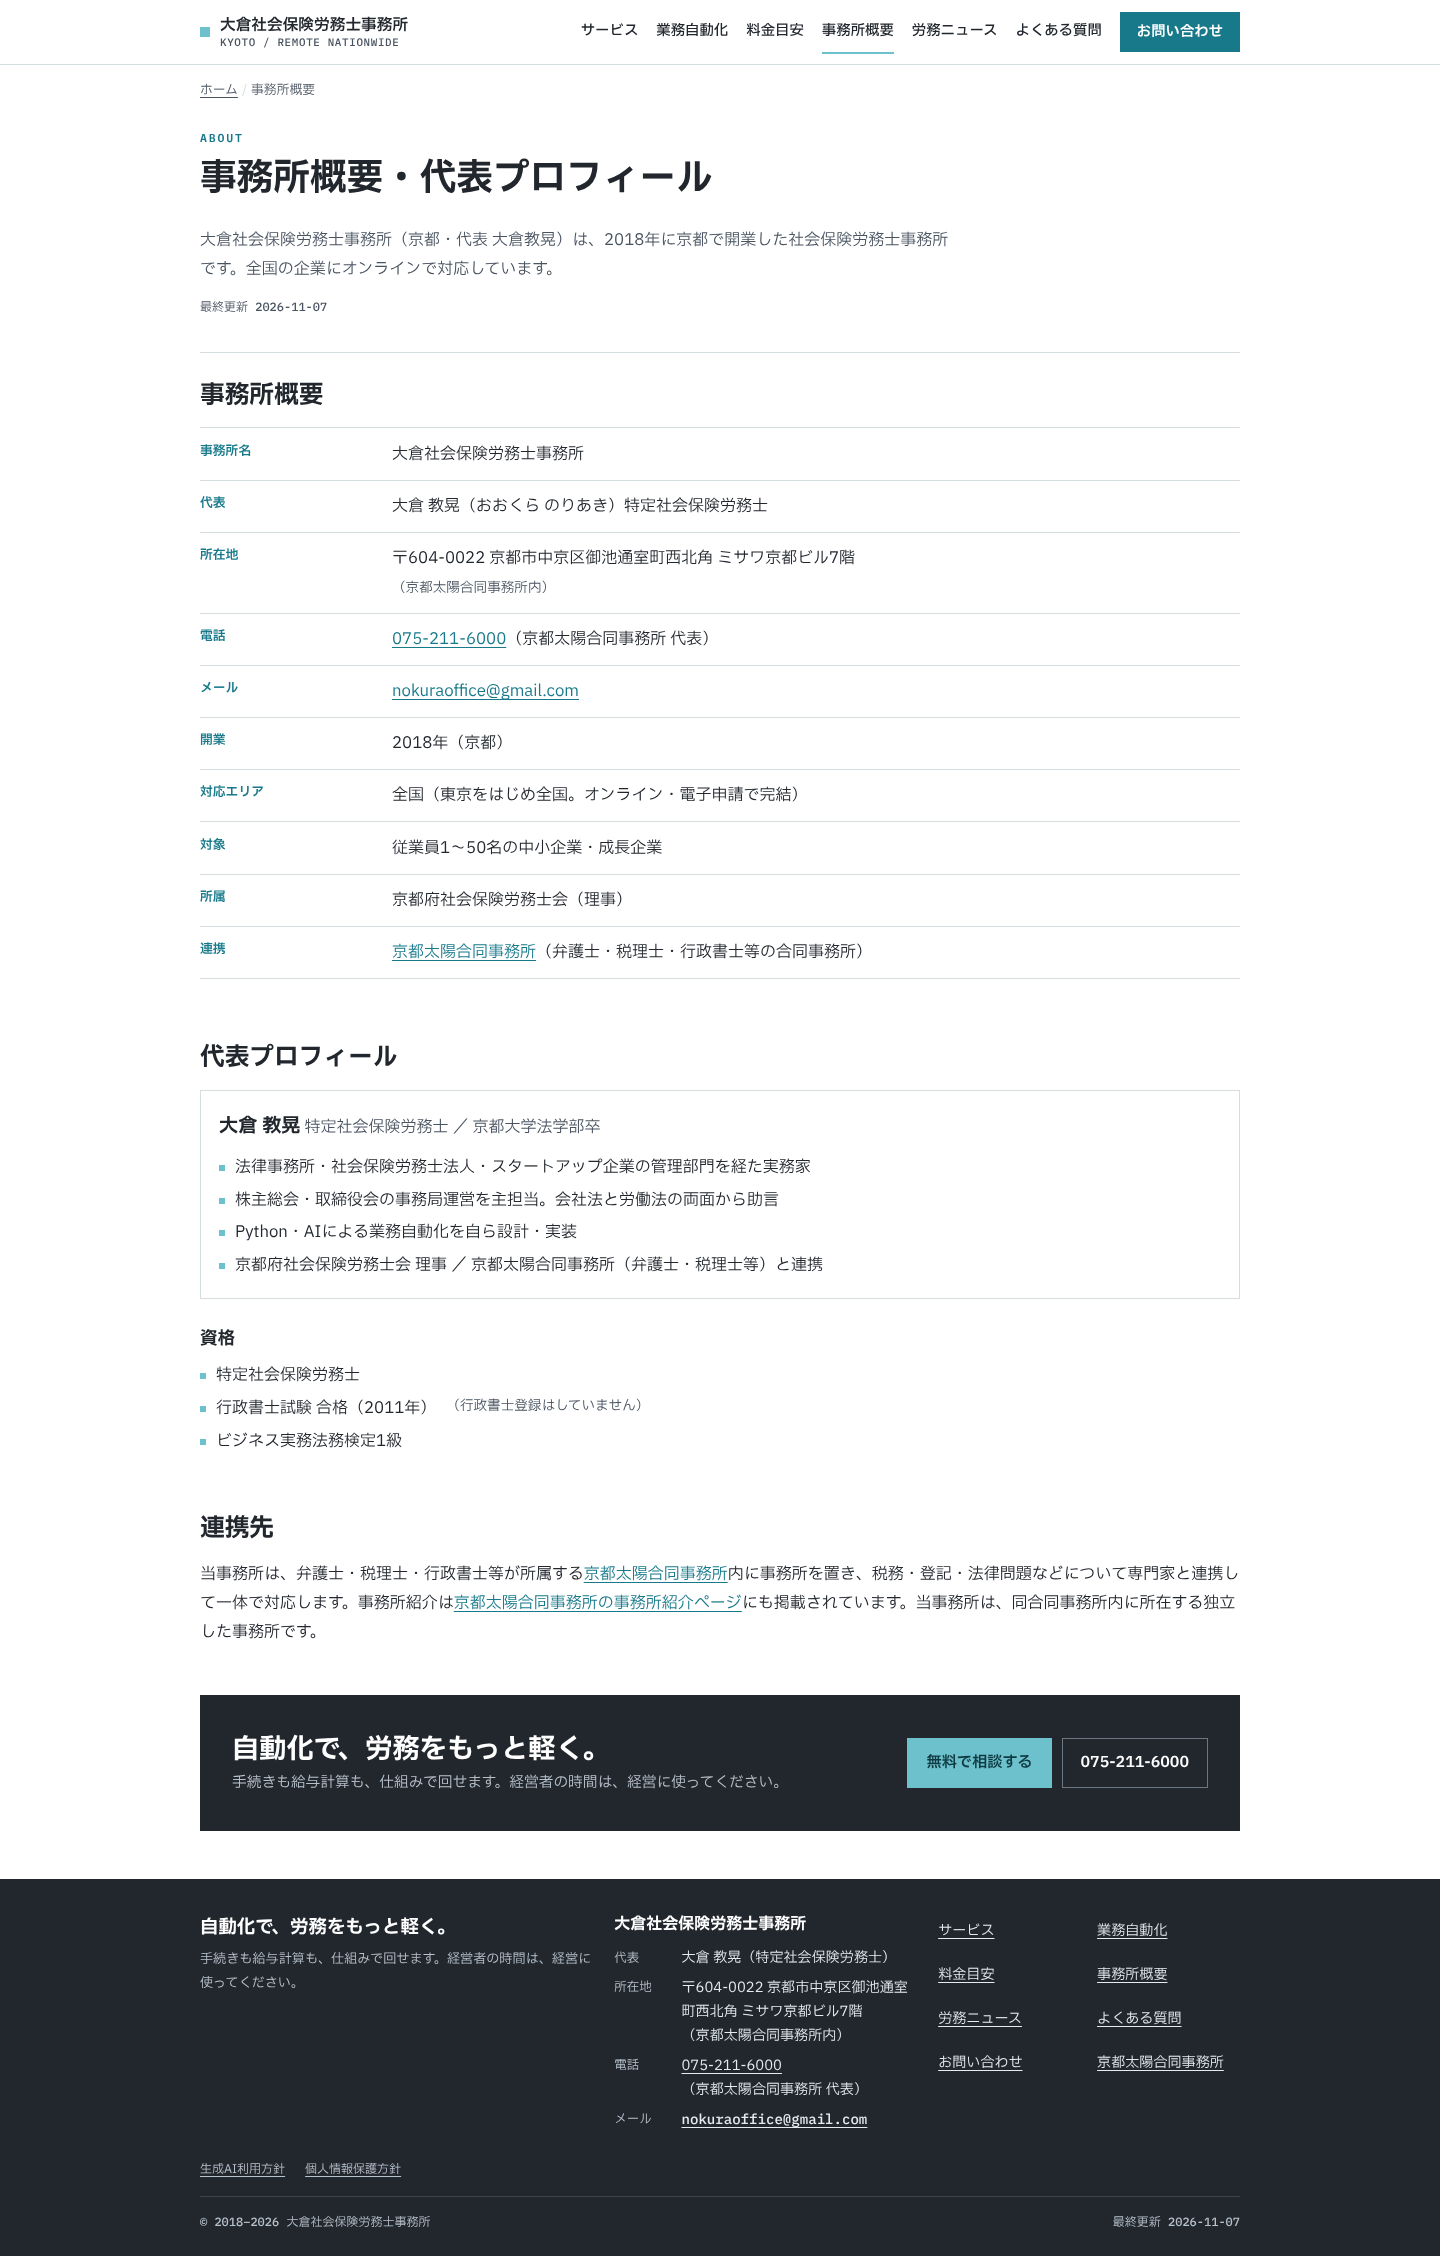 大倉社会保険労務士事務所
KYOTO / REMOTE NATIONWIDE
サービス 業務自動化 料金目安 事務所概要 労務ニュース よくある質問 お問い合わせ
ホーム / 事務所概要
ABOUT
事務所概要・代表プロフィール
大倉社会保険労務士事務所（京都・代表 大倉教晃）は、2018年に京都で開業した社会保険労務士事務所
です。全国の企業にオンラインで対応しています。
最終更新 2026-11-07
事務所概要
事務所名 大倉社会保険労務士事務所
代表 大倉 教晃（おおくら のりあき）特定社会保険労務士
所在地 〒604-0022 京都市中京区御池通室町西北角 ミサワ京都ビル7階
（京都太陽合同事務所内）
電話 075-211-6000（京都太陽合同事務所 代表）
メール nokuraoffice@gmail.com
開業 2018年（京都）
対応エリア 全国（東京をはじめ全国。オンライン・電子申請で完結）
対象 従業員1〜50名の中小企業・成長企業
所属 京都府社会保険労務士会（理事）
連携 京都太陽合同事務所（弁護士・税理士・行政書士等の合同事務所）
代表プロフィール
大倉 教晃 特定社会保険労務士 ／ 京都大学法学部卒
法律事務所・社会保険労務士法人・スタートアップ企業の管理部門を経た実務家
株主総会・取締役会の事務局運営を主担当。会社法と労働法の両面から助言
Python・AIによる業務自動化を自ら設計・実装
京都府社会保険労務士会 理事 ／ 京都太陽合同事務所（弁護士・税理士等）と連携
資格
特定社会保険労務士
行政書士試験 合格（2011年） （行政書士登録はしていません）
ビジネス実務法務検定1級
連携先
当事務所は、弁護士・税理士・行政書士等が所属する京都太陽合同事務所内に事務所を置き、税務・登記・法律問題などについて専門家と連携し
て一体で対応します。事務所紹介は京都太陽合同事務所の事務所紹介ページにも掲載されています。当事務所は、同合同事務所内に所在する独立
した事務所です。
自動化で、労務をもっと軽く。
手続きも給与計算も、仕組みで回せます。経営者の時間は、経営に使ってください。
無料で相談する 075-211-6000
自動化で、労務をもっと軽く。
手続きも給与計算も、仕組みで回せます。経営者の時間は、経営に
使ってください。
大倉社会保険労務士事務所
代表 大倉 教晃（特定社会保険労務士）
所在地 〒604-0022 京都市中京区御池通室
町西北角 ミサワ京都ビル7階
（京都太陽合同事務所内）
電話 075-211-6000
（京都太陽合同事務所 代表）
メール nokuraoffice@gmail.com
サービス 業務自動化
料金目安 事務所概要
労務ニュース よくある質問
お問い合わせ 京都太陽合同事務所
生成AI利用方針 個人情報保護方針
© 2018–2026 大倉社会保険労務士事務所 最終更新 2026-11-07